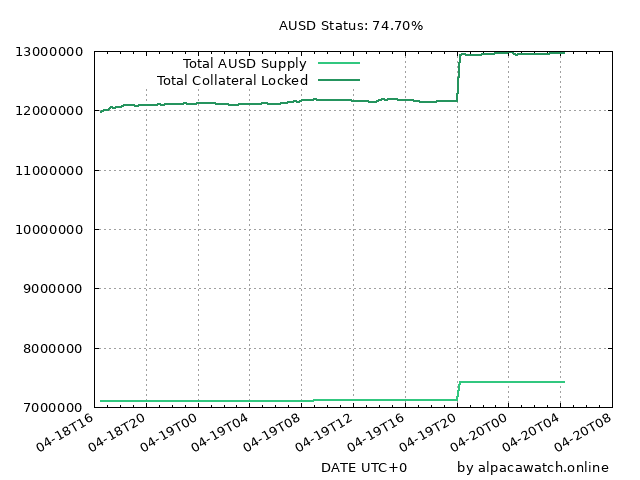 AUSD Status: 74.70%
13000000
Total AUSD Supply
Total Collateral Locked
12000000
11000000
10000000
9000000
8000000
7000000
04-18T16 04-18T20 04-19T00 04-19T04 04-19T08 04-19T12 04-19T16 04-19T20 04-20T00 04-20T04 04-20T08
DATE UTC+0 by alpacawatch.online